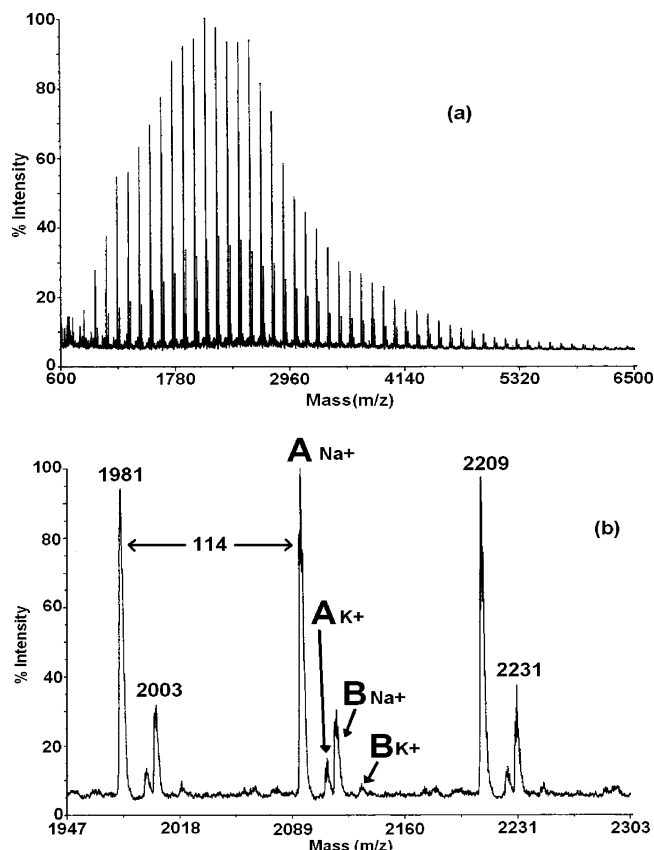 100
80
60
40
20
0
% Intensity
(a)
600 1780 2960 4140 5320 6500
Mass(m/z)
A Na+
100
80
60
40
20
0
% Intensity
1981
2209
114
(b)
A K+
2003
B Na+
2231
B K+
1947 2018 2089 2160 2231 2303
Mass (m/z)